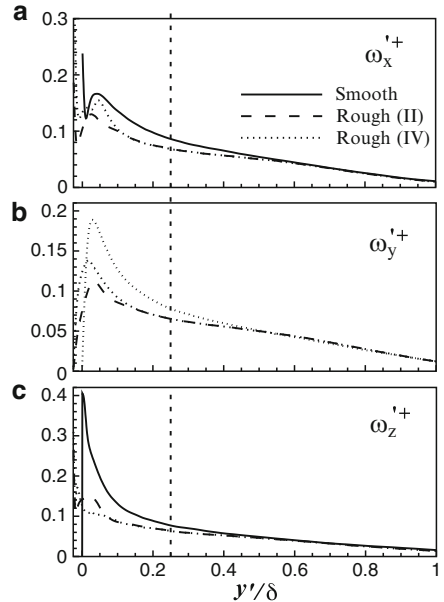 a
0.3
0.2
0.1
0
ω'+x
Smooth
Rough (II)
Rough (IV)
b
0.2
0.15
0.1
0.05
0
ω'+y
c
0.4
0.3
0.2
0.1
0
ω'+z
0 0.2 0.4 0.6 0.8 1
y'/δ